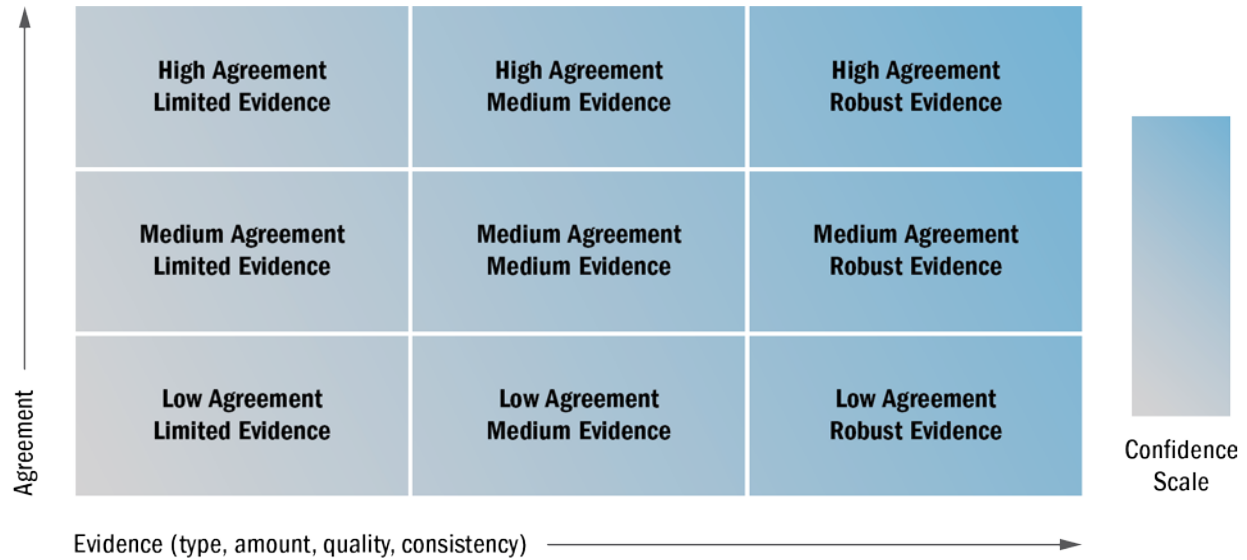 High Agreement
Limited Evidence
High Agreement
Medium Evidence
High Agreement
Robust Evidence
Medium Agreement
Limited Evidence
Medium Agreement
Medium Evidence
Medium Agreement
Robust Evidence
Low Agreement
Limited Evidence
Low Agreement
Medium Evidence
Low Agreement
Robust Evidence
Agreement
Evidence (type, amount, quality, consistency)
Confidence
Scale